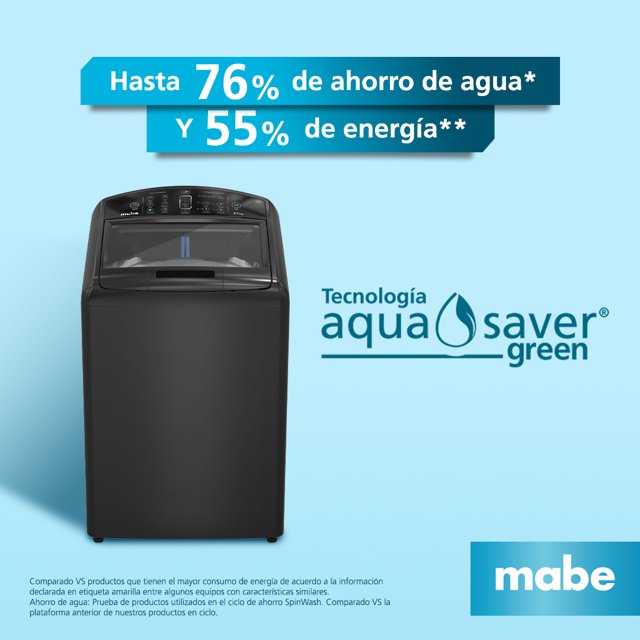 Hasta 76% de ahorro de agua*
Y 55% de energía**
mabe
Tecnología
aqua saver®
green
Comparado VS productos que tienen el mayor consumo de energía de acuerdo a la información
declarada en etiqueta amarilla entre algunos equipos con características similares.
Ahorro de agua: Prueba de productos utilizados en el ciclo de ahorro SpinWash. Comparado VS la
plataforma anterior de nuestros productos en ciclo.
mabe